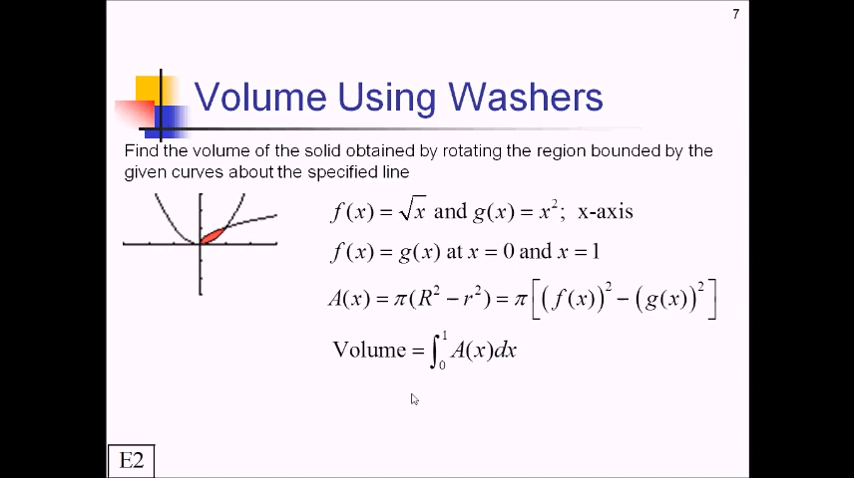 7
Volume Using Washers
Find the volume of the solid obtained by rotating the region bounded by the
given curves about the specified line
f(x) = √x and g(x) = x²; x-axis
f(x) = g(x) at x = 0 and x = 1
A(x) = π(R² − r²) = π[(f(x))² − (g(x))²]
Volume = ∫₀¹ A(x)dx
E2